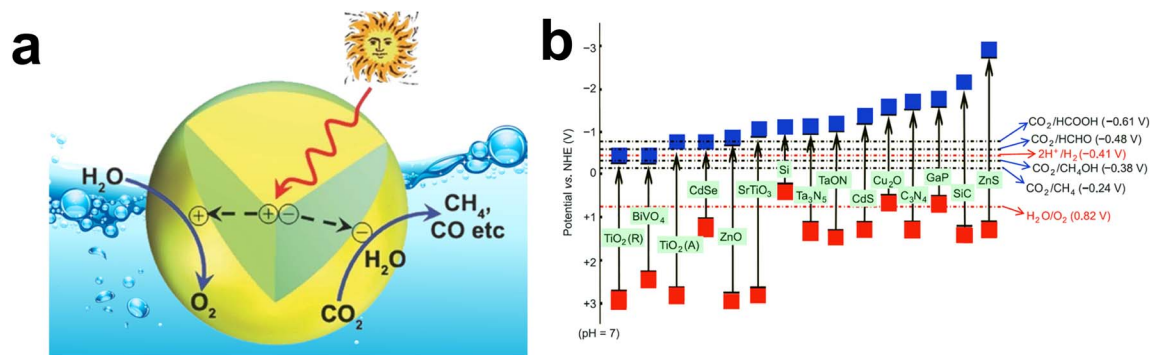 a
H₂O
O₂
CH₄,
CO etc
H₂O
CO₂
+
+
−
−
b
Potential vs. NHE (V)
−3
−2
−1
0
+1
+2
+3
(pH = 7)
TiO₂(R)
BiVO₄
TiO₂(A)
CdSe
ZnO
SrTiO₃
Si
Ta₃N₅
TaON
CdS
Cu₂O
C₃N₄
GaP
SiC
ZnS
CO₂/HCOOH (−0.61 V)
CO₂/HCHO (−0.48 V)
2H⁺/H₂(−0.41 V)
CO₂/CH₄OH (−0.38 V)
CO₂/CH₄ (−0.24 V)
H₂O/O₂ (0.82 V)